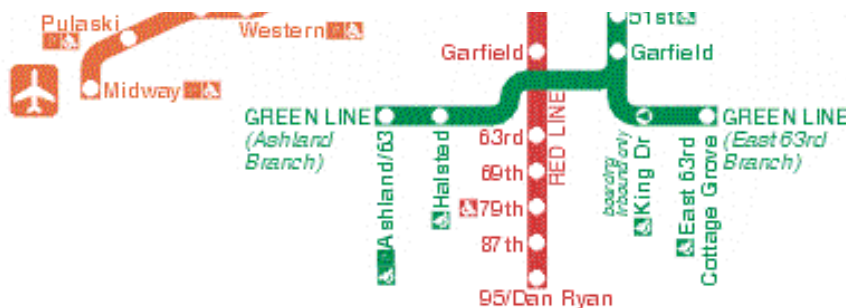 Pulaski
Western
51st
Garfield
Garfield
Midway
GREEN LINE
(Ashland
Branch)
GREEN LINE
(East 63rd
Branch)
RED LINE
63rd
69th
79th
87th
95/Dan Ryan
Ashland/63
Halsted
boarding
inbound only
King Dr
East 63rd
Cottage Grove